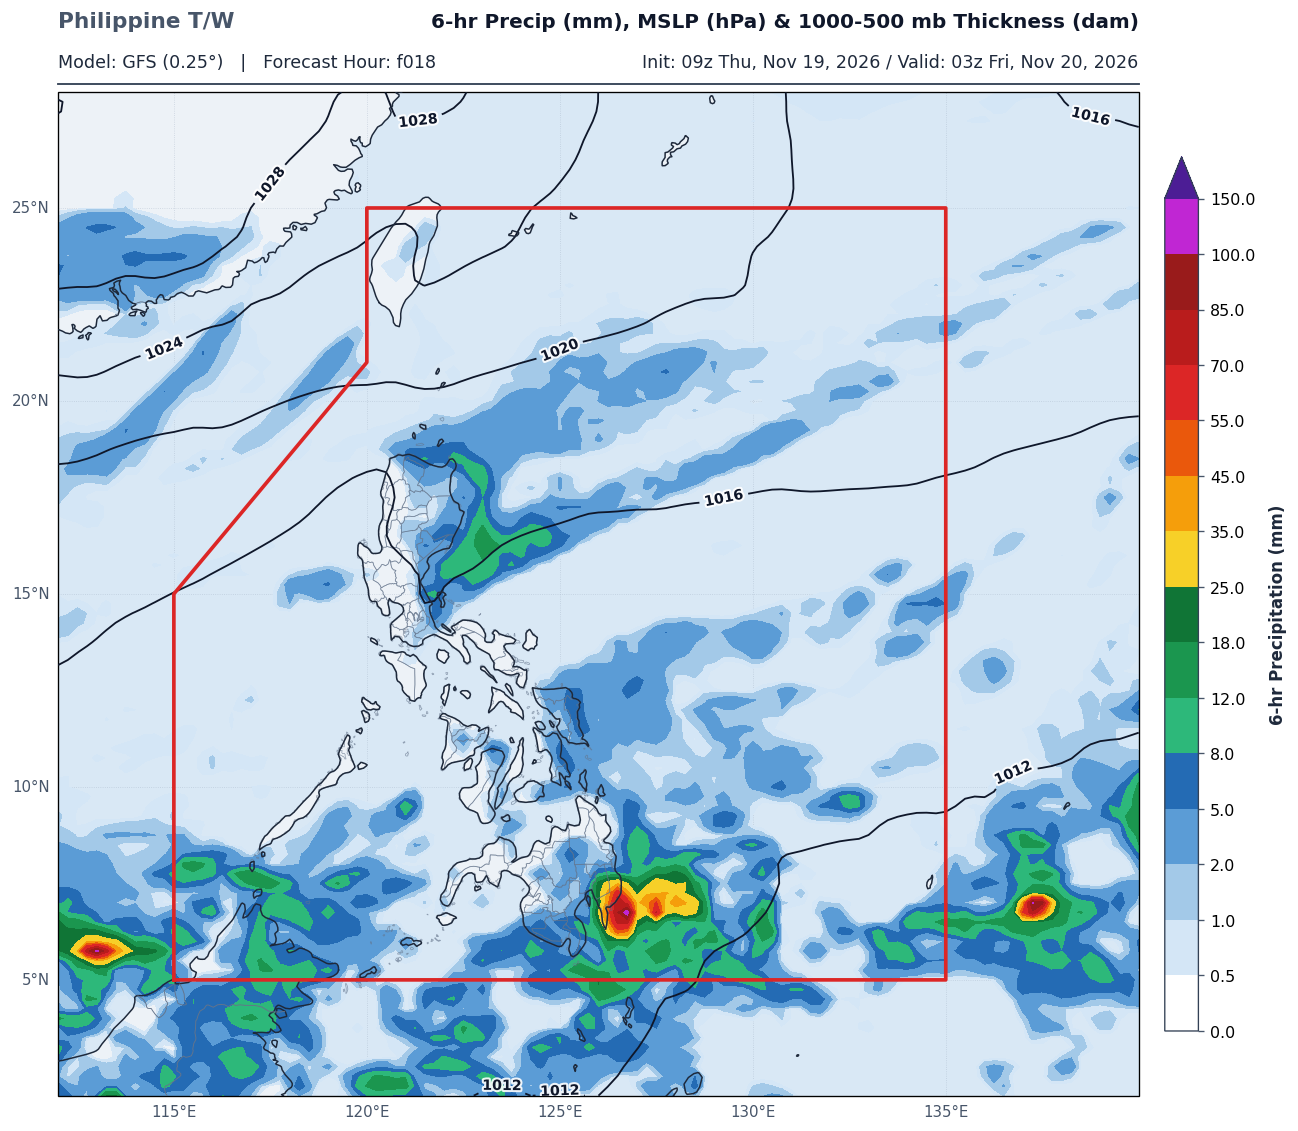 Philippine T/W
6-hr Precip (mm), MSLP (hPa) & 1000-500 mb Thickness (dam)
Model: GFS (0.25°) | Forecast Hour: f018
Init: 09z Thu, Nov 19, 2026 / Valid: 03z Fri, Nov 20, 2026
1028
1016
1028
25°N
1024
1020
20°N
1016
15°N
1012
10°N
5°N
1012
1012
115°E
120°E
125°E
130°E
135°E
150.0
100.0
85.0
70.0
55.0
45.0
35.0
25.0
18.0
12.0
8.0
5.0
2.0
1.0
0.5
0.0
6-hr Precipitation (mm)